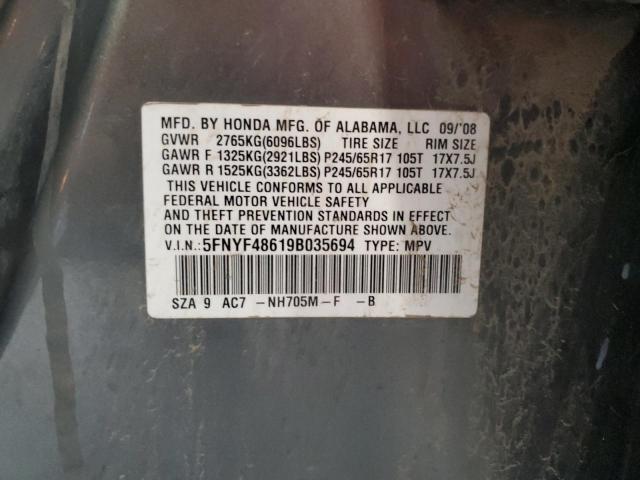 MFD. BY HONDA MFG. OF ALABAMA, LLC 09/'08
GVWR 2765KG(6096LBS) TIRE SIZE RIM SIZE
GAWR F 1325KG(2921LBS) P245/65R17 105T 17X7.5J
GAWR R 1525KG(3362LBS) P245/65R17 105T 17X7.5J
THIS VEHICLE CONFORMS TO ALL APPLICABLE
FEDERAL MOTOR VEHICLE SAFETY
AND THEFT PREVENTION STANDARDS IN EFFECT
ON THE DATE OF MANUFACTURE SHOWN ABOVE.
V.I.N.: 5FNYF48619B035694 TYPE: MPV
SZA 9 AC7 -NH705M-F -B